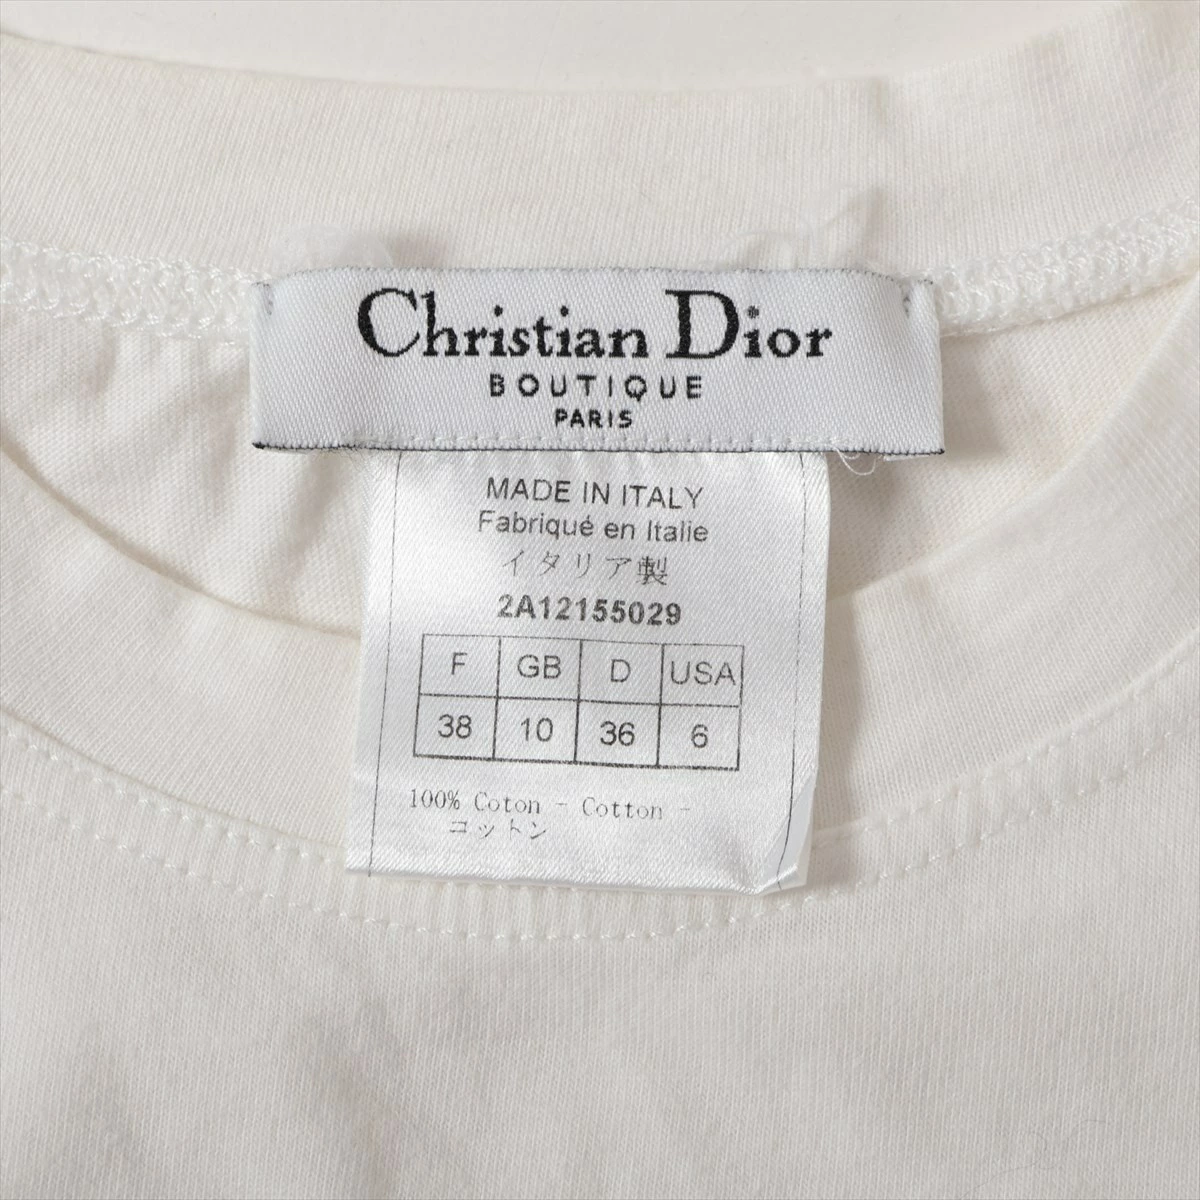 Christian Dior
BOUTIQUE
PARIS
MADE IN ITALY
Fabriqué en Italie
イタリア製
2A12155029
F GB D USA
38 10 36 6
100% Coton - Cotton -
コットン